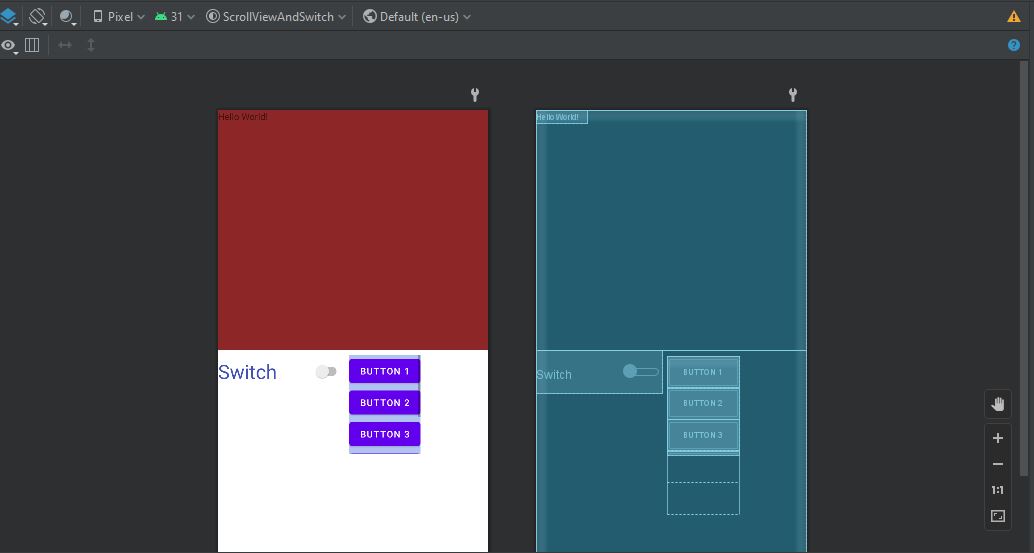 Pixel 31 ScrollViewAndSwitch Default (en-us)
Hello World!
Hello World!
Switch
BUTTON 1
BUTTON 2
BUTTON 3
Switch
BUTTON 1
BUTTON 2
BUTTON 3
1:1